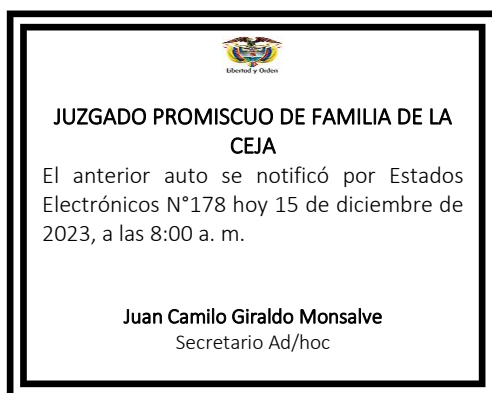 Libertad y Orden
JUZGADO PROMISCUO DE FAMILIA DE LA
CEJA
El anterior auto se notificó por Estados
Electrónicos N°178 hoy 15 de diciembre de
2023, a las 8:00 a. m.
Juan Camilo Giraldo Monsalve
Secretario Ad/hoc